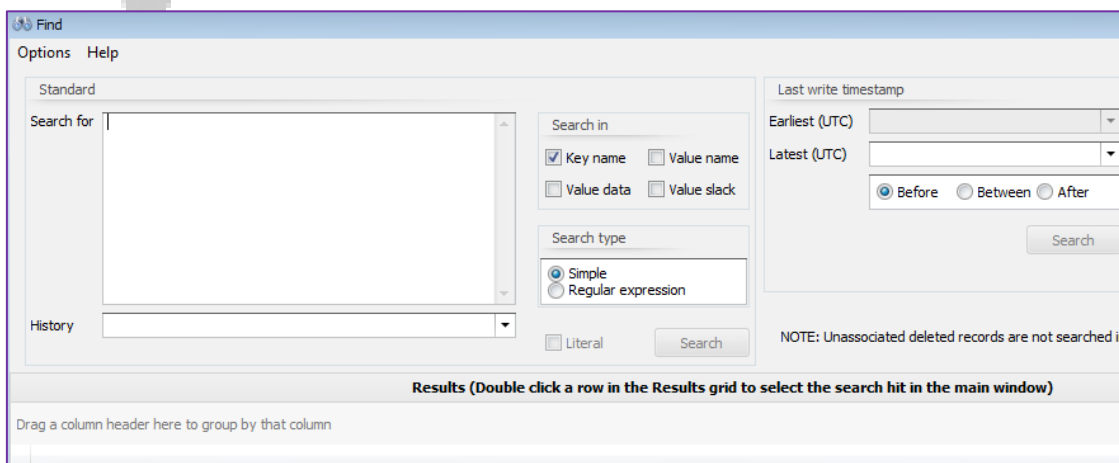 Find
Options Help
Standard
Search for
Search in
Key name Value name
Value data Value slack
Search type
Simple
Regular expression
History
Literal Search
Last write timestamp
Earliest (UTC)
Latest (UTC)
Before Between After
Search
NOTE: Unassociated deleted records are not searched
Results (Double click a row in the Results grid to select the search hit in the main window)
Drag a column header here to group by that column